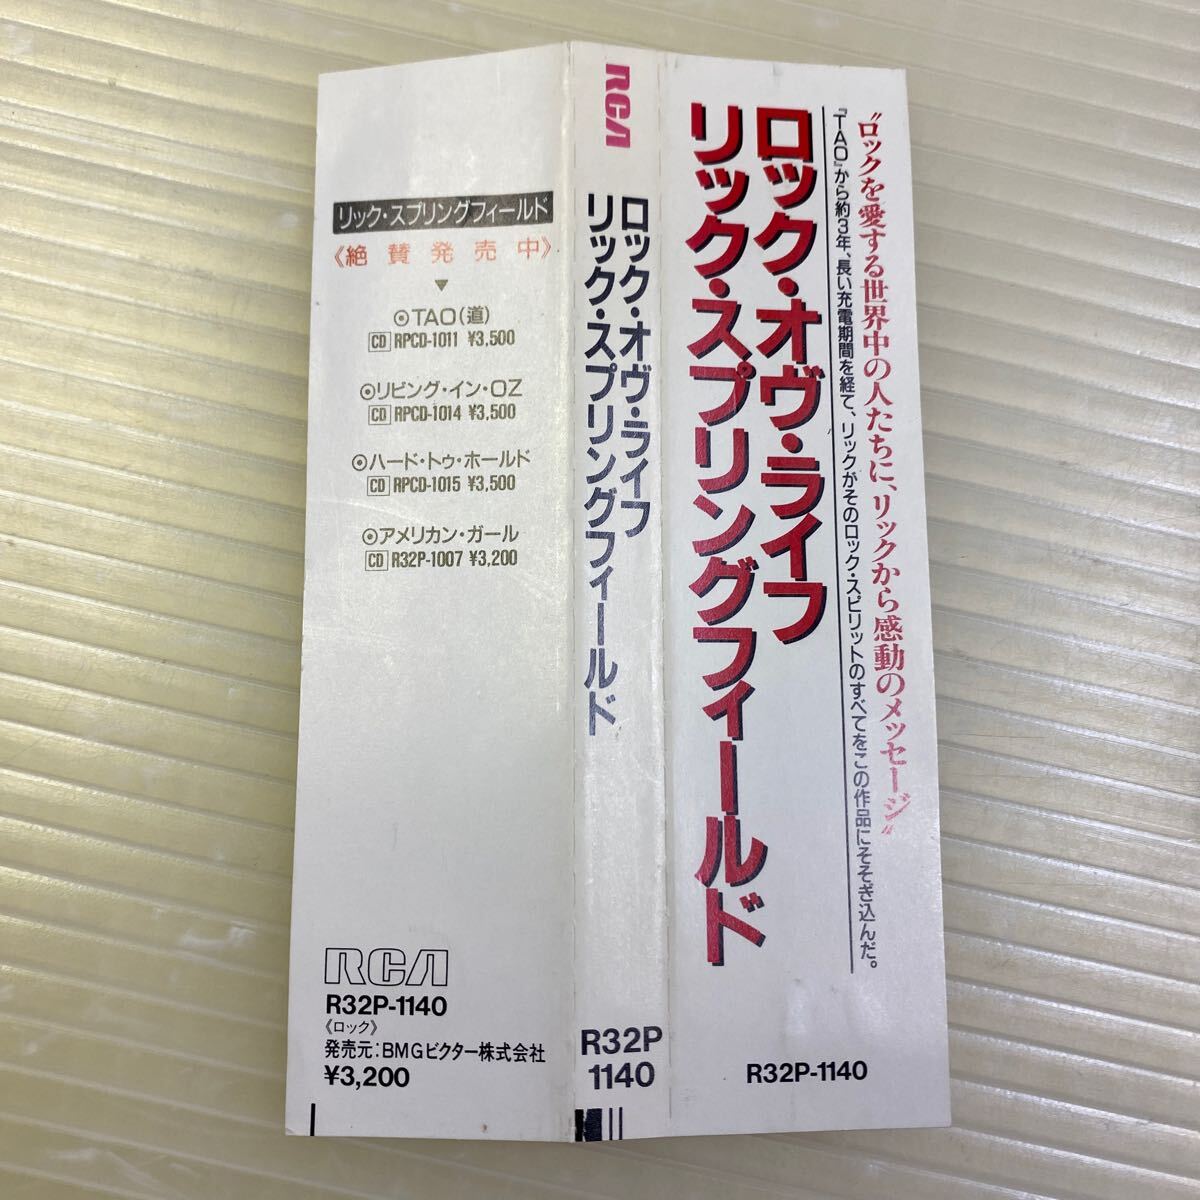 “ロックを愛する世界中の人たちに、リックから感動のメッセージ”
『TAO』から約3年、長い充電期間を経て、リックがそのロック・スピリットのすべてをこの作品にそそぎ込んだ。
ロック・オヴ・ライフ
リック・スプリングフィールド
R32P-1140
RCA
ロック・オヴ・ライフ
リック・スプリングフィールド
R32P
1140
リック・スプリングフィールド
《絶賛発売中》
▼
◉TAO(道)
CD RPCD-1011 ¥3,500
◉リビング・イン・OZ
CD RPCD-1014 ¥3,500
◉ハード・トゥ・ホールド
CD RPCD-1015 ¥3,500
◉アメリカン・ガール
CD R32P-1007 ¥3,200
RCA
R32P-1140
《ロック》
発売元:BMGビクター株式会社
¥3,200